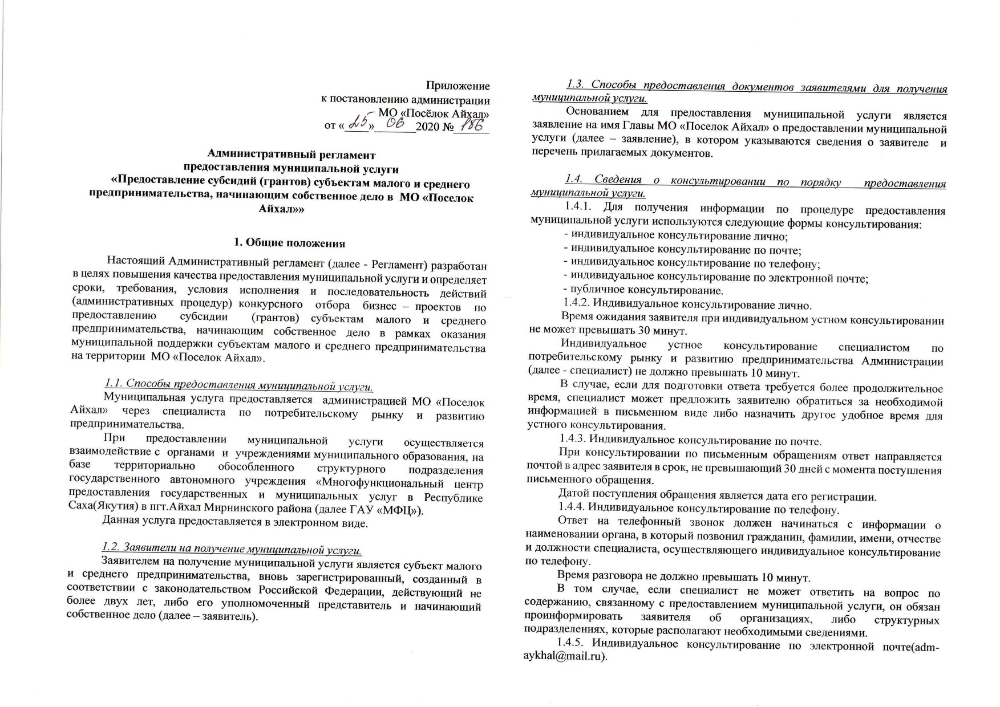 Приложение
к постановлению администрации
МО «Посёлок Айхал»
от «25» 06 2020 № 186
Административный регламент
предоставления муниципальной услуги
«Предоставление субсидий (грантов) субъектам малого и среднего
предпринимательства, начинающим собственное дело в МО «Поселок
Айхал»»
1. Общие положения
Настоящий Административный регламент (далее - Регламент) разработан
в целях повышения качества предоставления муниципальной услуги и определяет
сроки, требования, условия исполнения и последовательность действий
(административных процедур) конкурсного отбора бизнес – проектов по
предоставлению субсидии (грантов) субъектам малого и среднего
предпринимательства, начинающим собственное дело в рамках оказания
муниципальной поддержки субъектам малого и среднего предпринимательства
на территории МО «Поселок Айхал».
1.1. Способы предоставления муниципальной услуги.
Муниципальная услуга предоставляется администрацией МО «Поселок
Айхал» через специалиста по потребительскому рынку и развитию
предпринимательства.
При предоставлении муниципальной услуги осуществляется
взаимодействие с органами и учреждениями муниципального образования, на
базе территориально обособленного структурного подразделения
государственного автономного учреждения «Многофункциональный центр
предоставления государственных и муниципальных услуг в Республике
Саха(Якутия) в пгт.Айхал Мирнинского района (далее ГАУ «МФЦ»).
Данная услуга предоставляется в электронном виде.
1.2. Заявители на получение муниципальной услуги.
Заявителем на получение муниципальной услуги является субъект малого
и среднего предпринимательства, вновь зарегистрированный, созданный в
соответствии с законодательством Российской Федерации, действующий не
более двух лет, либо его уполномоченный представитель и начинающий
собственное дело (далее – заявитель).
1.3. Способы предоставления документов заявителями для получения
муниципальной услуги.
Основанием для предоставления муниципальной услуги является
заявление на имя Главы МО «Поселок Айхал» о предоставлении муниципальной
услуги (далее – заявление), в котором указываются сведения о заявителе и
перечень прилагаемых документов.
1.4. Сведения о консультировании по порядку предоставления
муниципальной услуги.
1.4.1. Для получения информации по процедуре предоставления
муниципальной услуги используются следующие формы консультирования:
- индивидуальное консультирование лично;
- индивидуальное консультирование по почте;
- индивидуальное консультирование по телефону;
- индивидуальное консультирование по электронной почте;
- публичное консультирование.
1.4.2. Индивидуальное консультирование лично.
Время ожидания заявителя при индивидуальном устном консультировании
не может превышать 30 минут.
Индивидуальное устное консультирование специалистом по
потребительскому рынку и развитию предпринимательства Администрации
(далее - специалист) не должно превышать 10 минут.
В случае, если для подготовки ответа требуется более продолжительное
время, специалист может предложить заявителю обратиться за необходимой
информацией в письменном виде либо назначить другое удобное время для
устного консультирования.
1.4.3. Индивидуальное консультирование по почте.
При консультировании по письменным обращениям ответ направляется
почтой в адрес заявителя в срок, не превышающий 30 дней с момента поступления
письменного обращения.
Датой поступления обращения является дата его регистрации.
1.4.4. Индивидуальное консультирование по телефону.
Ответ на телефонный звонок должен начинаться с информации о
наименовании органа, в который позвонил гражданин, фамилии, имени, отчестве
и должности специалиста, осуществляющего индивидуальное консультирование
по телефону.
Время разговора не должно превышать 10 минут.
В том случае, если специалист не может ответить на вопрос по
содержанию, связанному с предоставлением муниципальной услуги, он обязан
проинформировать заявителя об организациях, либо структурных
подразделениях, которые располагают необходимыми сведениями.
1.4.5. Индивидуальное консультирование по электронной почте(adm-
aykhal@mail.ru).